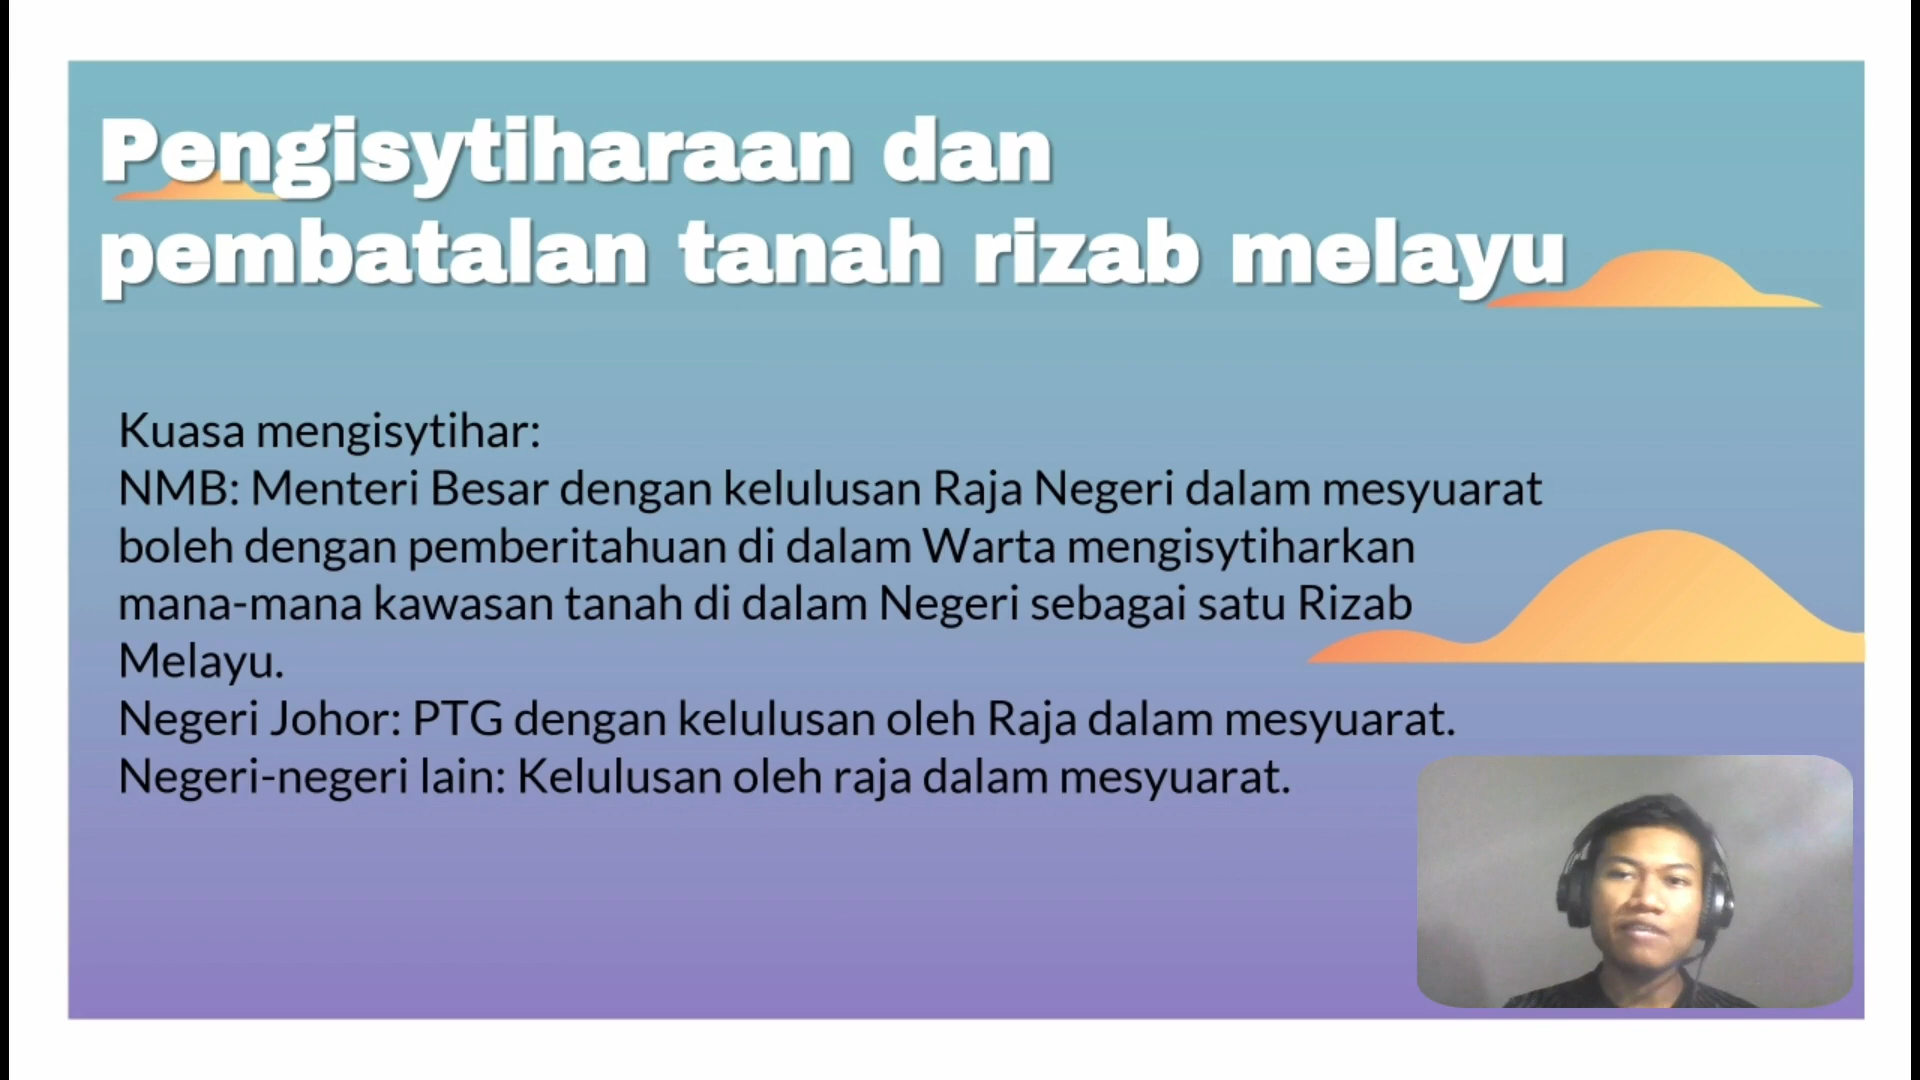 Pengisytiharaan dan
pembatalan tanah rizab melayu
Kuasa mengisytihar:
NMB: Menteri Besar dengan kelulusan Raja Negeri dalam mesyuarat
boleh dengan pemberitahuan di dalam Warta mengisytiharkan
mana-mana kawasan tanah di dalam Negeri sebagai satu Rizab
Melayu.
Negeri Johor: PTG dengan kelulusan oleh Raja dalam mesyuarat.
Negeri-negeri lain: Kelulusan oleh raja dalam mesyuarat.